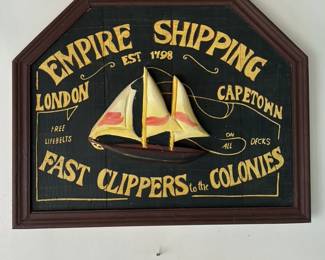 EMPIRE SHIPPING
EST 1798
LONDON
CAPETOWN
FREE
LIFEBELTS
ON
ALL
DECKS
FAST CLIPPERS to the COLONIES